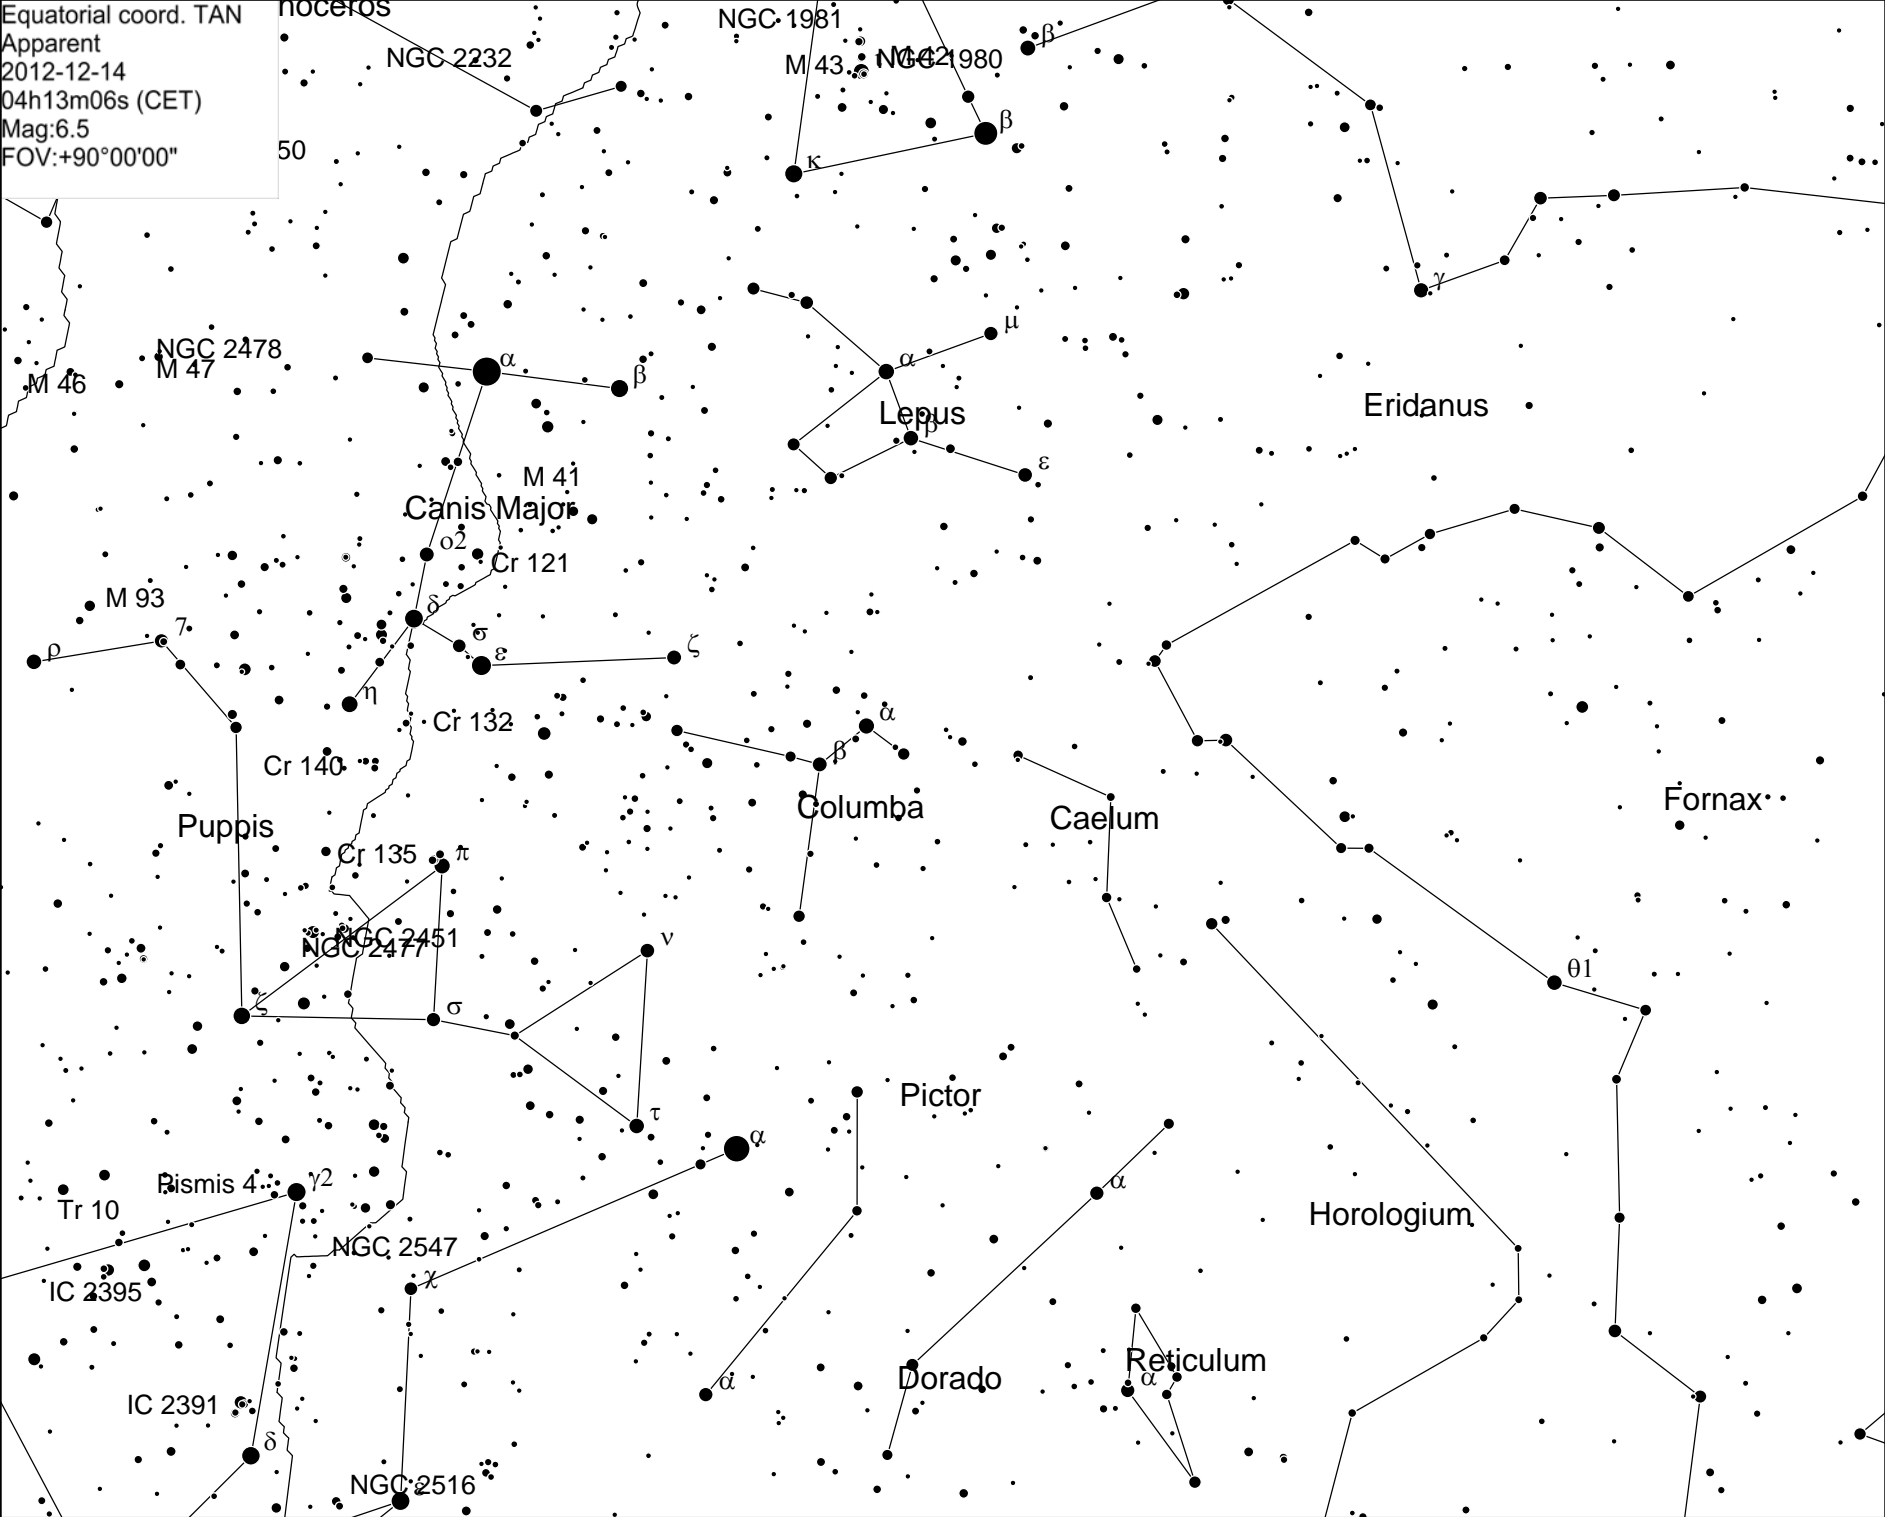 Equatorial coord. TAN
Apparent
2012-12-14
04h13m06s (CET)
Mag:6.5
FOV:+90°00'00"
noceros
NGC 2232
NGC 1981
M 43
M 42
NGC 1980
β
50
κ
β
γ
μ
NGC 2478
M 47
M 46
α
β
α
Lepus
β
Eridanus
ε
M 41
Canis Major
ο2
Cr 121
M 93
δ
7
σ
ρ
ε
ζ
η
Cr 132
α
β
Cr 140
Columba
Caelum
Fornax
Puppis
Cr 135
π
NGC 2451
NGC 2477
ν
θ1
ζ
σ
Pictor
τ
α
Pismis 4
γ2
α
Tr 10
Horologium
NGC 2547
χ
IC 2395
Reticulum
α
α
Dorado
IC 2391
δ
NGC 2516
ε